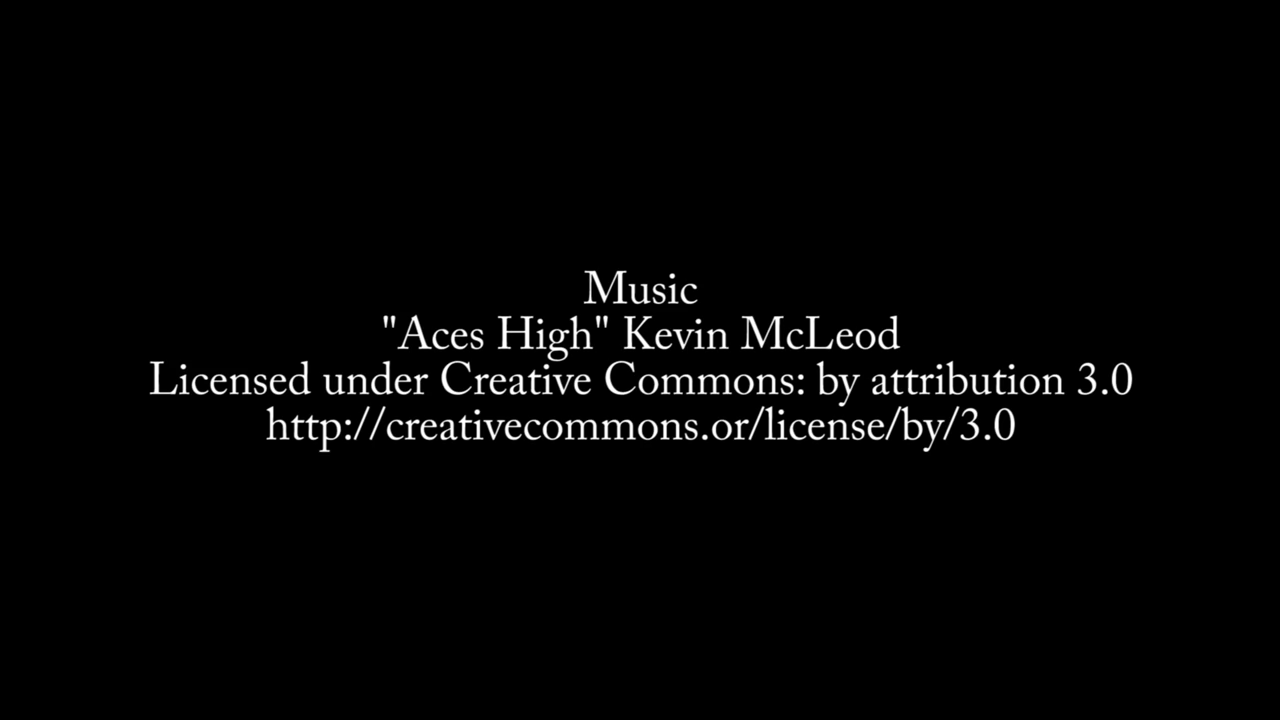 Music
"Aces High" Kevin McLeod
Licensed under Creative Commons: by attribution 3.0
http://creativecommons.or/license/by/3.0